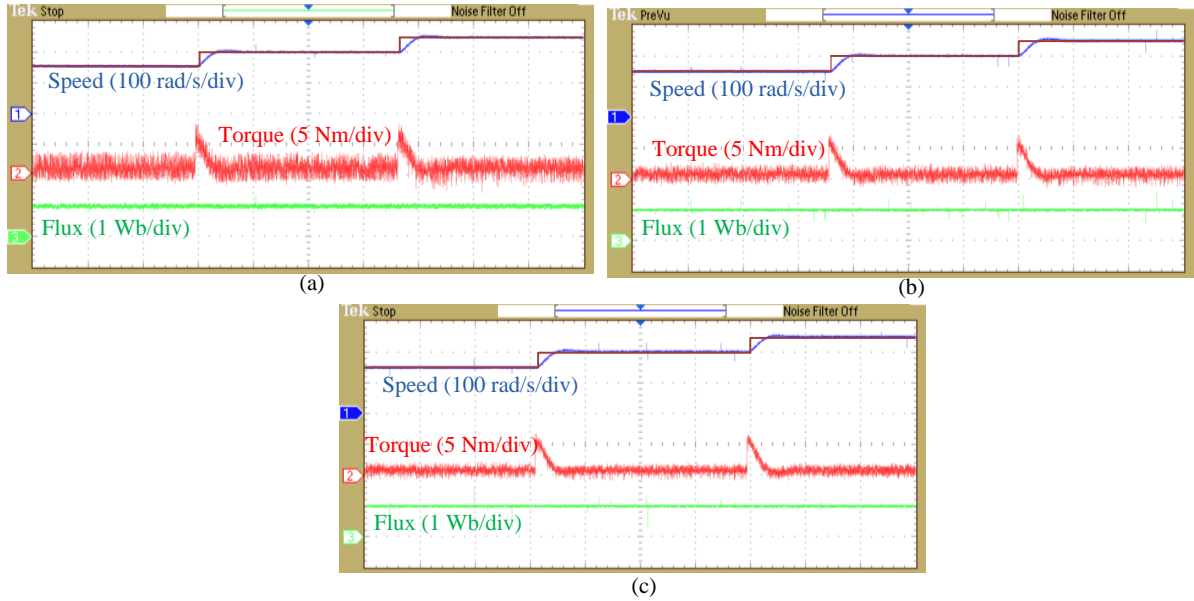 Tek Stop
Noise Filter Off
Speed (100 rad/s/div)
1
Torque (5 Nm/div)
2
Flux (1 Wb/div)
3
(a)
Tek PreVu
Noise Filter Off
Speed (100 rad/s/div)
1
Torque (5 Nm/div)
2
Flux (1 Wb/div)
3
(b)
Tek Stop
Noise Filter Off
Speed (100 rad/s/div)
1
Torque (5 Nm/div)
2
Flux (1 Wb/div)
3
(c)